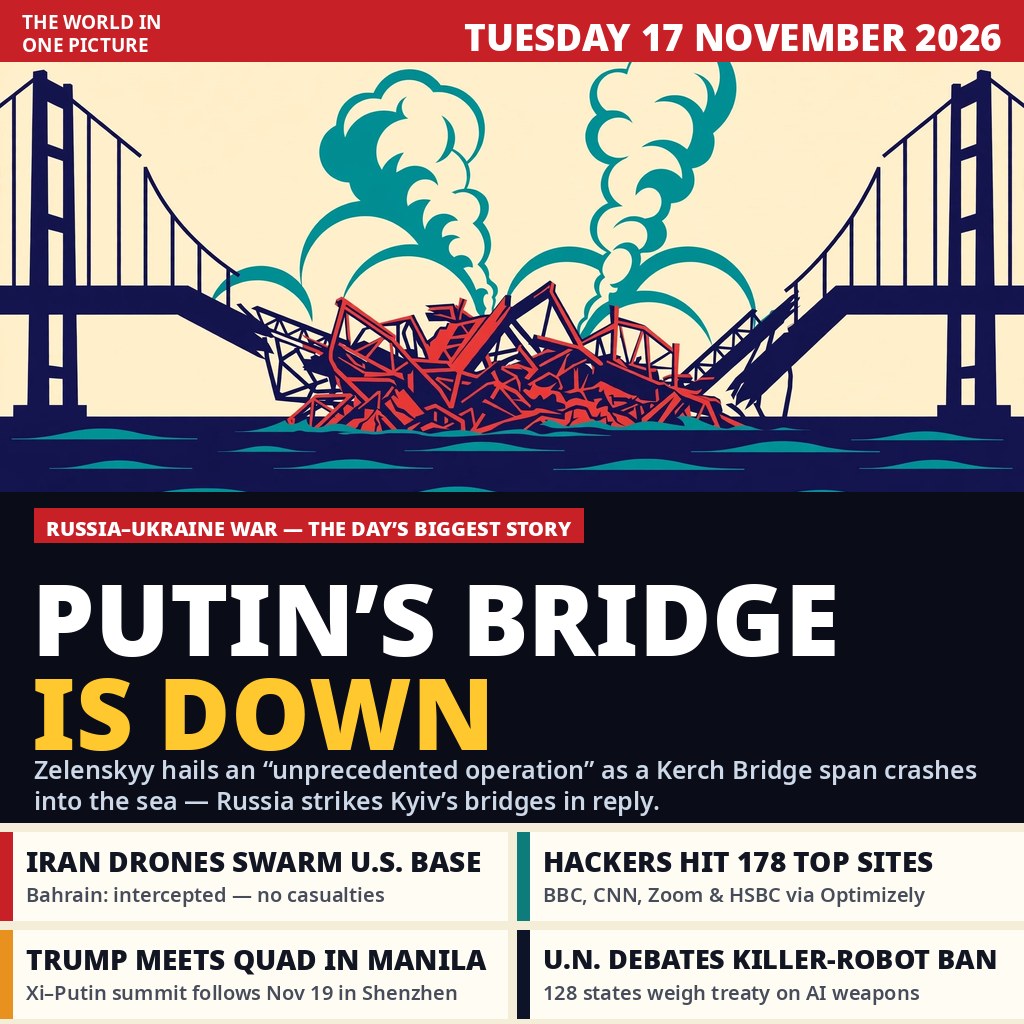 THE WORLD IN
ONE PICTURE
TUESDAY 17 NOVEMBER 2026
RUSSIA–UKRAINE WAR — THE DAY’S BIGGEST STORY
PUTIN’S BRIDGE
IS DOWN
Zelenskyy hails an “unprecedented operation” as a Kerch Bridge span crashes
into the sea — Russia strikes Kyiv’s bridges in reply.
IRAN DRONES SWARM U.S. BASE
Bahrain: intercepted — no casualties
HACKERS HIT 178 TOP SITES
BBC, CNN, Zoom & HSBC via Optimizely
TRUMP MEETS QUAD IN MANILA
Xi–Putin summit follows Nov 19 in Shenzhen
U.N. DEBATES KILLER-ROBOT BAN
128 states weigh treaty on AI weapons